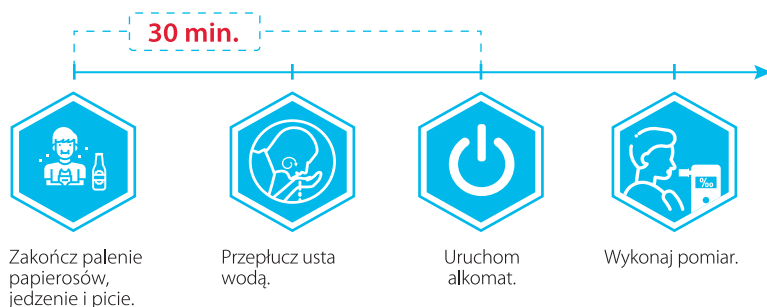 30 min.
‰
Zakończ palenie
papierosów,
jedzenie i picie.
Przepłucz usta
wodą.
Uruchom
alkomat.
Wykonaj pomiar.